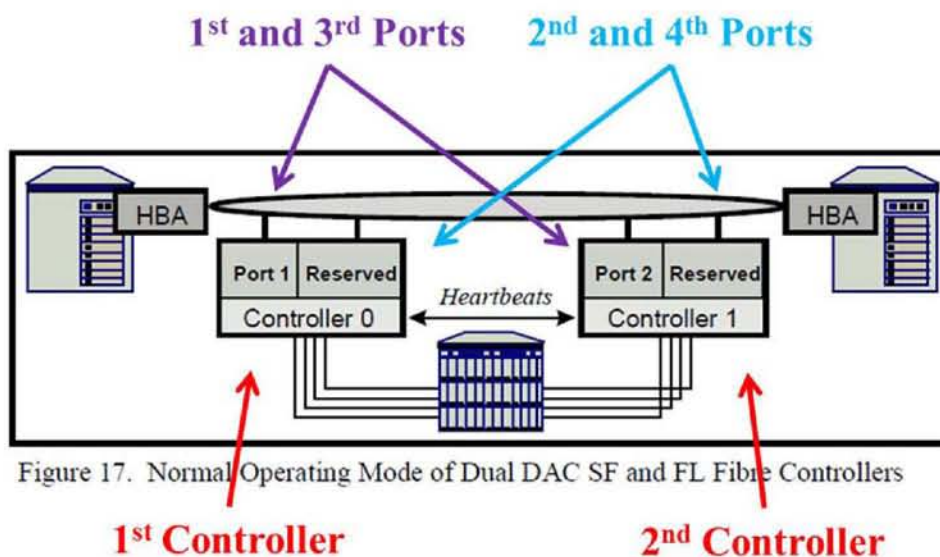 1st and 3rd Ports 2nd and 4th Ports
HBA HBA
Port 1 Reserved Port 2 Reserved
Heartbeats
Controller 0 Controller 1
Figure 17. Normal Operating Mode of Dual DAC SF and FL Fibre Controllers
1st Controller 2nd Controller